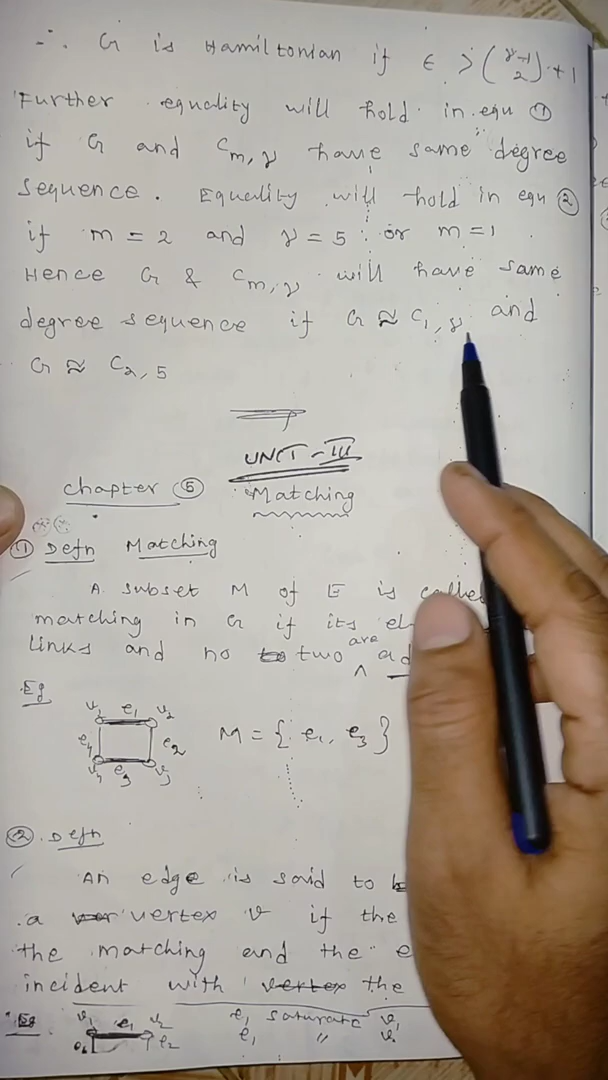 ∴ G is Hamiltonian if ε > (γ-1 2) + 1
Further equality will hold in equ ①
if G and Cm,γ have same degree
sequence. Equality will hold in equ ②
if m = 2 and γ = 5 or m = 1
Hence G & Cm,γ will have same
degree sequence if G ≈ C1,γ and
G ≈ C2,5
UNIT - III
Chapter ⑤ Matching
① Defn Matching
A subset M of E is
matching in G if its
links and no two are
Eg
v1 e1 v2
e4 e2
v4 e3 v3
M = { e1, e3 }
② Defn
An edge is said to
a vertex v if the
the matching and the
incident with the
Eg v1 e1 v2 e1 saturate v1
e2 e1 〃